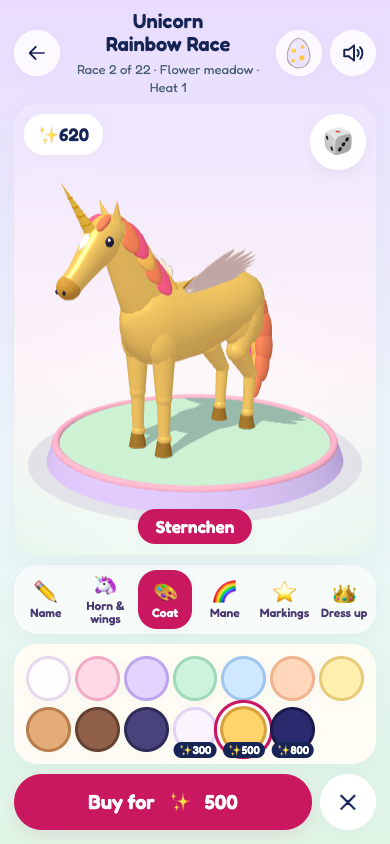 Unicorn
Rainbow Race
Race 2 of 22 · Flower meadow ·
Heat 1
✨620
Sternchen
Name
Horn &
wings
Coat
Mane
Markings
Dress up
✨300
✨500
✨800
Buy for ✨ 500